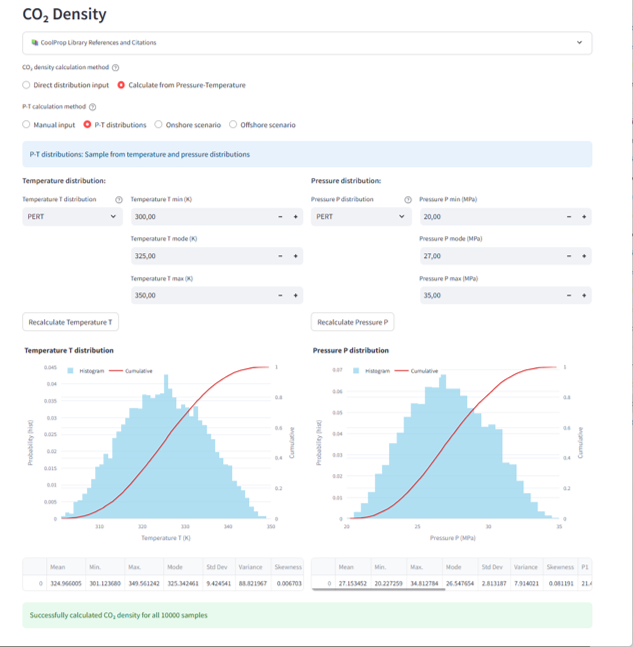 CO₂ Density
CoolProp Library References and Citations
CO₂ density calculation method
Direct distribution input Calculate from Pressure-Temperature
P-T calculation method
Manual input P-T distributions Onshore scenario Offshore scenario
P-T distributions: Sample from temperature and pressure distributions
Temperature distribution: Pressure distribution:
Temperature T distribution Temperature T min (K) Pressure P distribution Pressure P min (MPa)
PERT 300,00 - + PERT 20,00 - +
Temperature T mode (K) Pressure P mode (MPa)
325,00 - + 27,00 - +
Temperature T max (K) Pressure P max (MPa)
350,00 - + 35,00 - +
Recalculate Temperature T Recalculate Pressure P
Temperature T distribution Pressure P distribution
Histogram Cumulative Histogram Cumulative
0.045
0.04
0.035
0.03
0.025
0.02
0.015
0.01
0.005
0
Probability (hist)
1
0.8
0.6
0.4
0.2
0
Cumulative
310 320 330 340 350
Temperature T (K)
0.07
0.06
0.05
0.04
0.03
0.02
0.01
0
Probability (hist)
1
0.8
0.6
0.4
0.2
0
Cumulative
20 25 30 35
Pressure P (MPa)
Mean Min. Max. Mode Std Dev Variance Skewness
0 324.966005 301.123680 349.561242 325.342461 9.424541 88.821967 0.006703
Mean Min. Max. Mode Std Dev Variance Skewness P1
0 27.153452 20.227259 34.812784 26.547654 2.813187 7.914021 0.081191 21.4
Successfully calculated CO₂ density for all 10000 samples